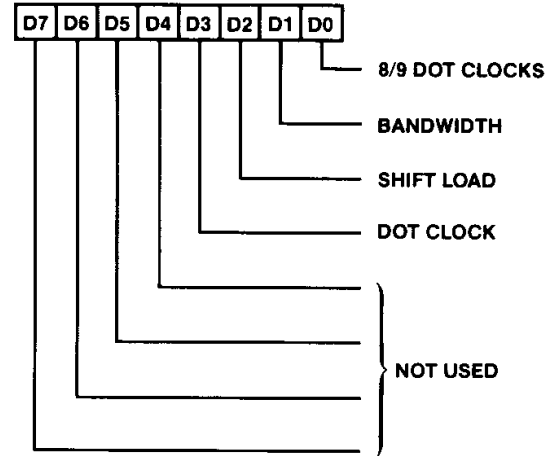 D7 D6 D5 D4 D3 D2 D1 D0
8/9 DOT CLOCKS
BANDWIDTH
SHIFT LOAD
DOT CLOCK
NOT USED